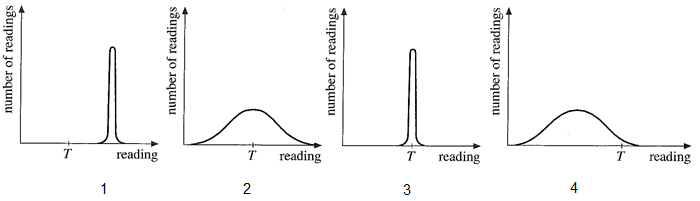 number of readings
T
reading
1
number of readings
T
reading
2
number of readings
T
reading
3
number of readings
T
reading
4